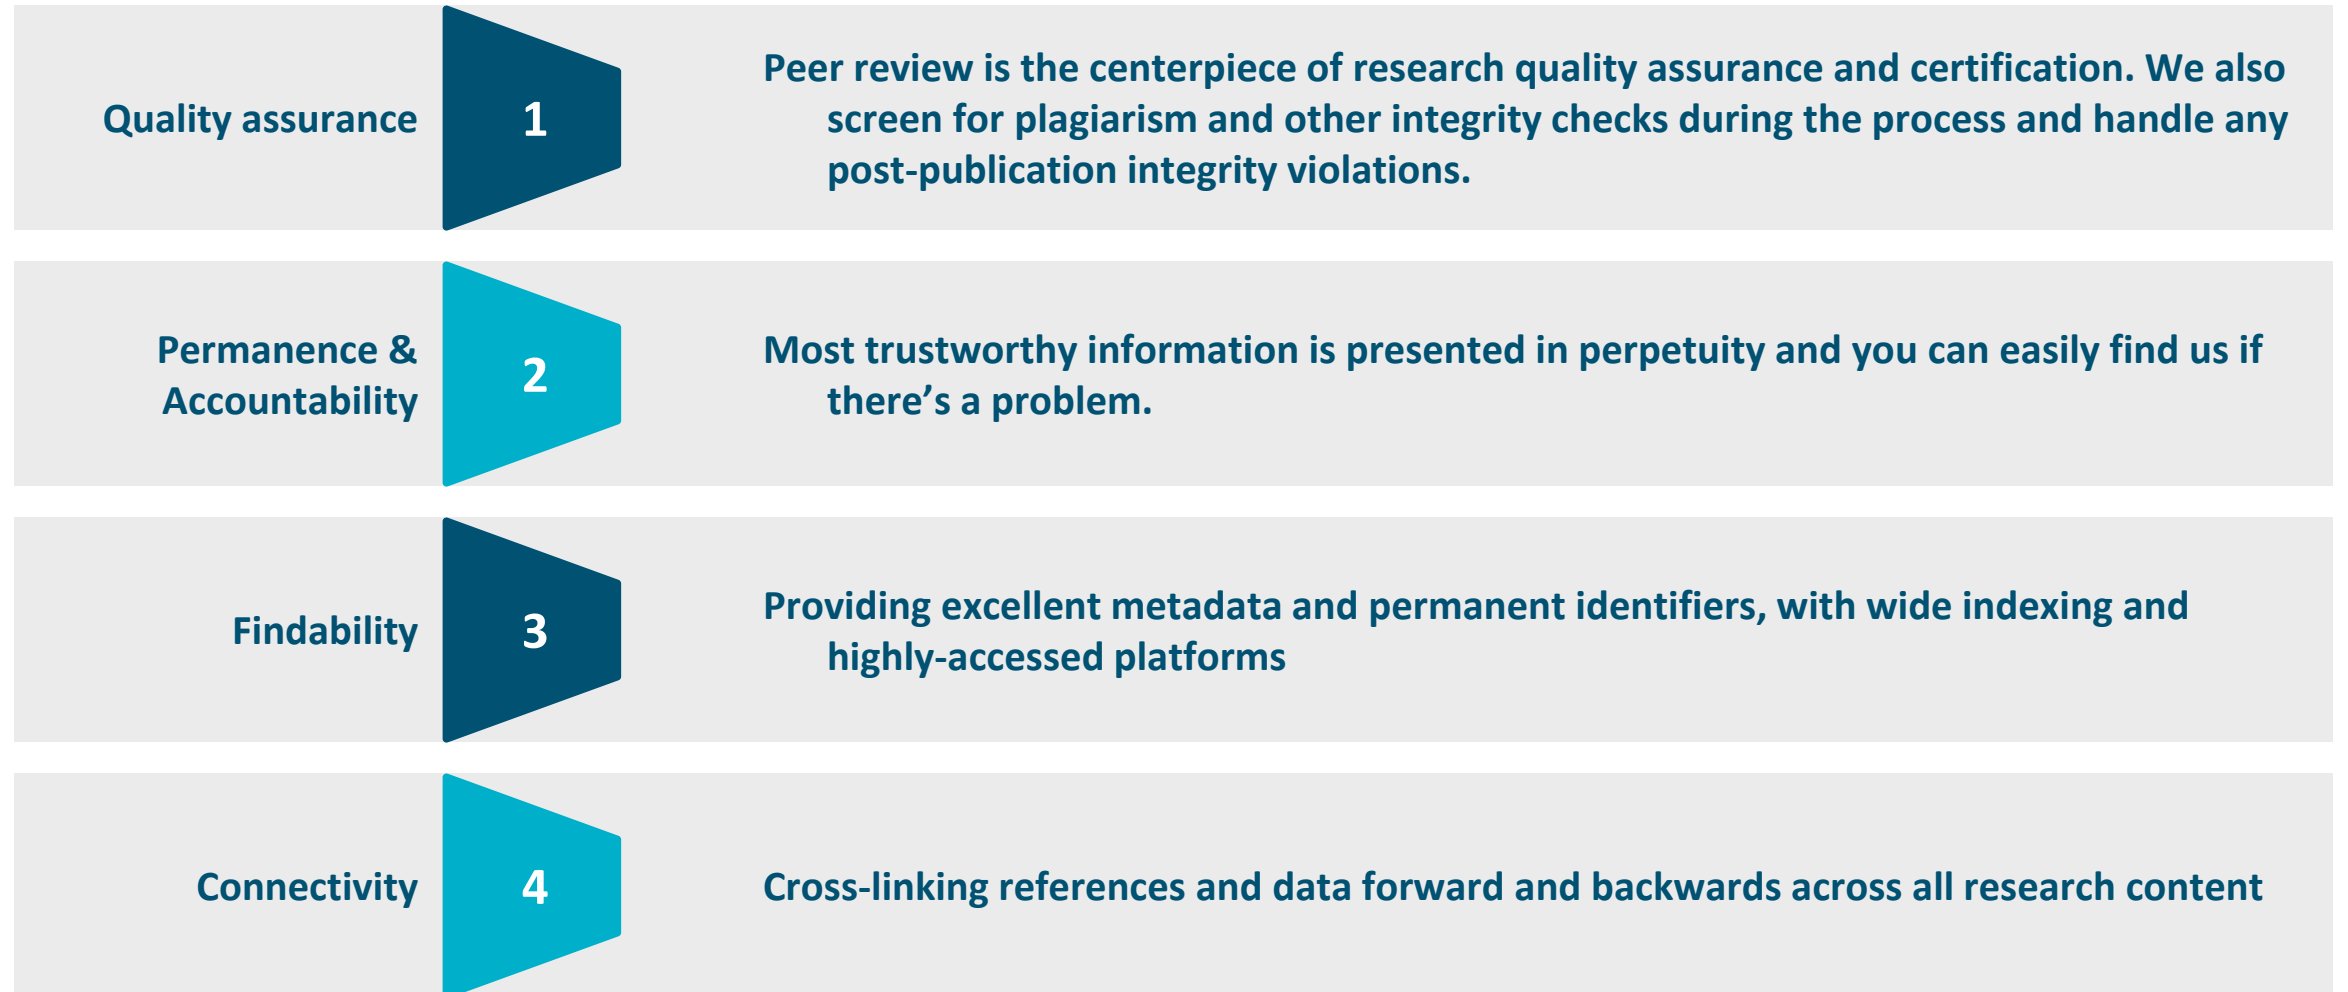 Quality assurance
1
Peer review is the centerpiece of research quality assurance and certification. We also
screen for plagiarism and other integrity checks during the process and handle any
post-publication integrity violations.
Permanence &
Accountability
2
Most trustworthy information is presented in perpetuity and you can easily find us if
there’s a problem.
Findability
3
Providing excellent metadata and permanent identifiers, with wide indexing and
highly-accessed platforms
Connectivity
4
Cross-linking references and data forward and backwards across all research content